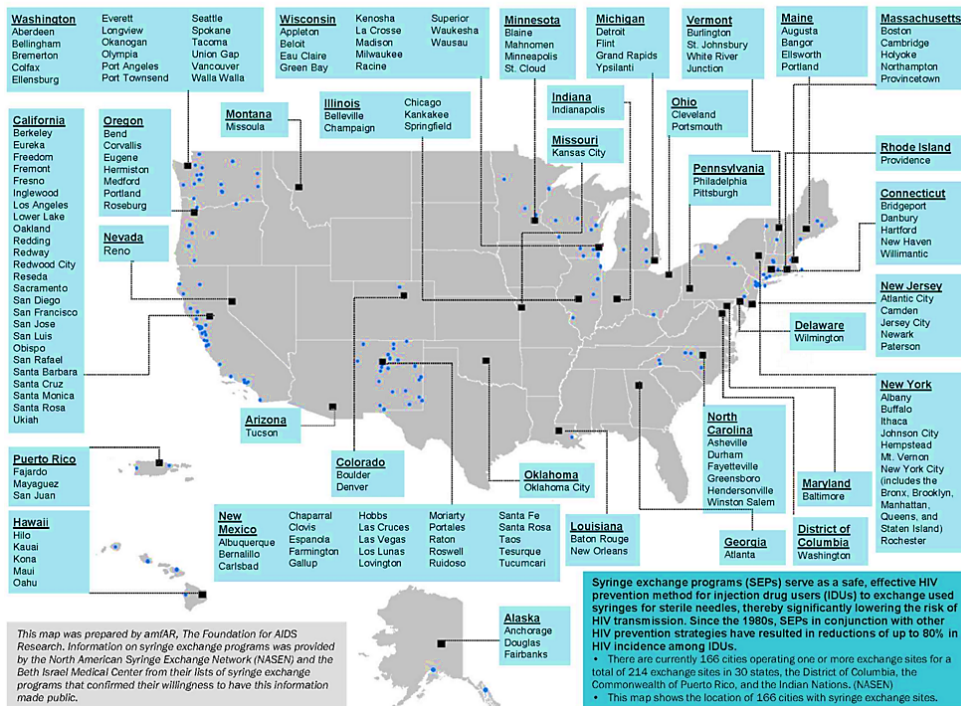 Washington
Aberdeen
Bellingham
Bremerton
Colfax
Ellensburg
Everett
Longview
Okanogan
Olympia
Port Angeles
Port Townsend
Seattle
Spokane
Tacoma
Union Gap
Vancouver
Walla Walla
Wisconsin
Appleton
Beloit
Eau Claire
Green Bay
Kenosha
La Crosse
Madison
Milwaukee
Racine
Superior
Waukesha
Wausau
Minnesota
Blaine
Mahnomen
Minneapolis
St. Cloud
Michigan
Detroit
Flint
Grand Rapids
Ypsilanti
Vermont
Burlington
St. Johnsbury
White River
Junction
Maine
Augusta
Bangor
Ellsworth
Portland
Massachusetts
Boston
Cambridge
Holyoke
Northampton
Provincetown
California
Berkeley
Eureka
Freedom
Fremont
Fresno
Inglewood
Los Angeles
Lower Lake
Oakland
Redding
Redway
Redwood City
Reseda
Sacramento
San Diego
San Francisco
San Jose
San Luis
Obispo
San Rafael
Santa Barbara
Santa Cruz
Santa Monica
Santa Rosa
Ukiah
Oregon
Bend
Corvallis
Eugene
Hermiston
Medford
Portland
Roseburg
Montana
Missoula
Illinois
Belleville
Champaign
Chicago
Kankakee
Springfield
Indiana
Indianapolis
Missouri
Kansas City
Ohio
Cleveland
Portsmouth
Pennsylvania
Philadelphia
Pittsburgh
Rhode Island
Providence
Connecticut
Bridgeport
Danbury
Hartford
New Haven
Willimantic
Nevada
Reno
New Jersey
Atlantic City
Camden
Jersey City
Newark
Paterson
Delaware
Wilmington
New York
Albany
Buffalo
Ithaca
Johnson City
Hempstead
Mt. Vernon
New York City
(includes the
Bronx, Brooklyn,
Manhattan,
Queens, and
Staten Island)
Rochester
Arizona
Tucson
North
Carolina
Asheville
Durham
Fayetteville
Greensboro
Hendersonville
Winston Salem
Puerto Rico
Fajardo
Mayaguez
San Juan
Colorado
Boulder
Denver
Oklahoma
Oklahoma City
Maryland
Baltimore
Hawaii
Hilo
Kauai
Kona
Maui
Oahu
New
Mexico
Albuquerque
Bernalillo
Carlsbad
Chaparral
Clovis
Espanola
Farmington
Gallup
Hobbs
Las Cruces
Las Vegas
Los Lunas
Lovington
Moriarty
Portales
Raton
Roswell
Ruidoso
Santa Fe
Santa Rosa
Taos
Tesurque
Tucumcari
Louisiana
Baton Rouge
New Orleans
Georgia
Atlanta
District of
Columbia
Washington
Alaska
Anchorage
Douglas
Fairbanks
This map was prepared by amfAR, The Foundation for AIDS
Research. Information on syringe exchange programs was provided
by the North American Syringe Exchange Network (NASEN) and the
Beth Israel Medical Center from their lists of syringe exchange
programs that confirmed their willingness to have this information
made public.
Syringe exchange programs (SEPs) serve as a safe, effective HIV
prevention method for injection drug users (IDUs) to exchange used
syringes for sterile needles, thereby significantly lowering the risk of
HIV transmission. Since the 1980s, SEPs in conjunction with other
HIV prevention strategies have resulted in reductions of up to 80% in
HIV incidence among IDUs.
• There are currently 166 cities operating one or more exchange sites for a
total of 214 exchange sites in 30 states, the District of Columbia, the
Commonwealth of Puerto Rico, and the Indian Nations. (NASEN)
• This map shows the location of 166 cities with syringe exchange sites.